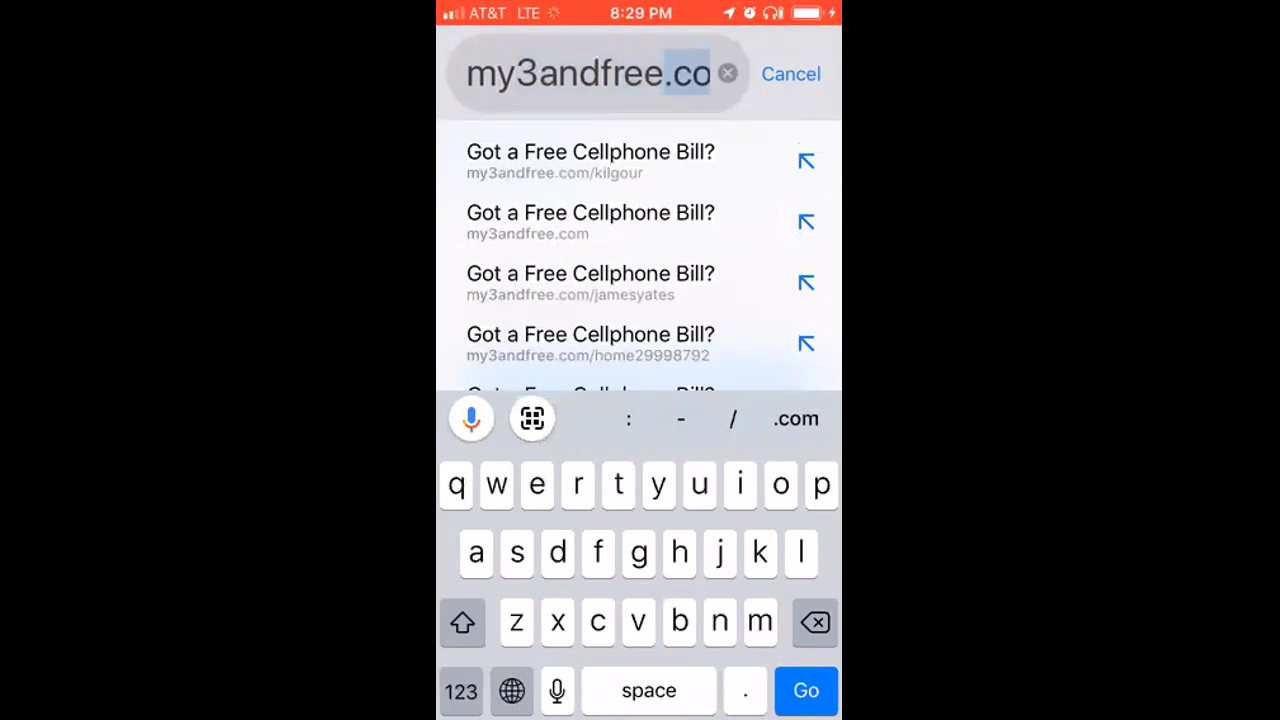 AT&T LTE 8:29 PM
my3andfree.co Cancel
Got a Free Cellphone Bill?
my3andfree.com/kilgour
Got a Free Cellphone Bill?
my3andfree.com
Got a Free Cellphone Bill?
my3andfree.com/jamesyates
Got a Free Cellphone Bill?
my3andfree.com/home29998792
: - / .com
q w e r t y u i o p
a s d f g h j k l
z x c v b n m
123 space . Go